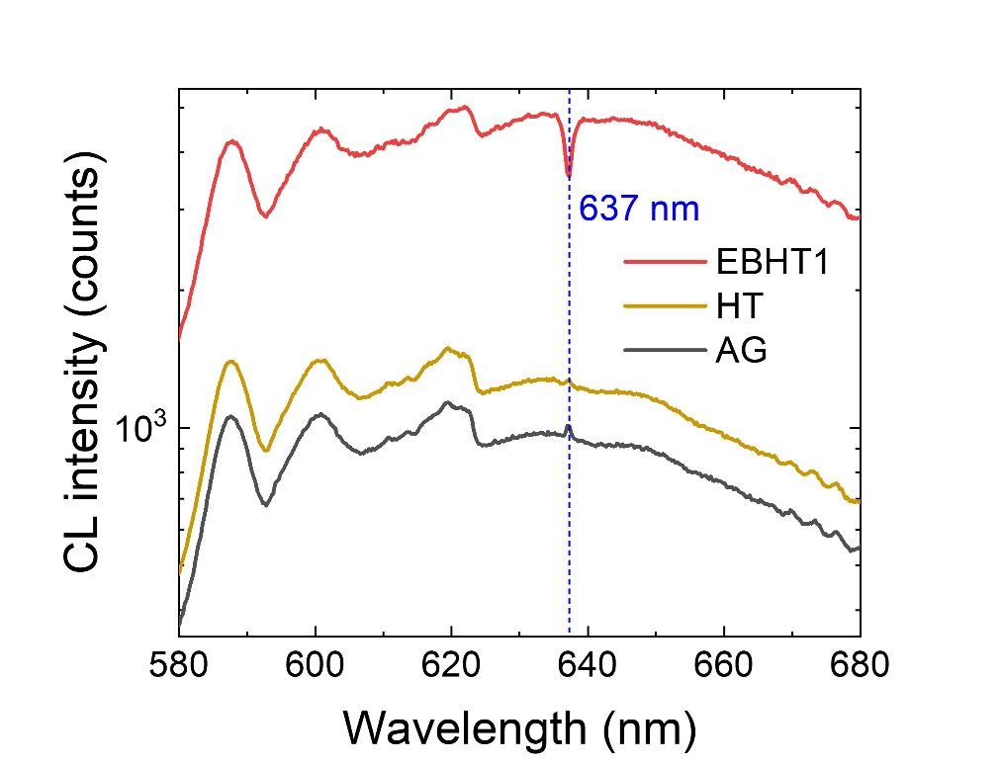 CL intensity (counts)
10³
637 nm
EBHT1
HT
AG
580 600 620 640 660 680
Wavelength (nm)